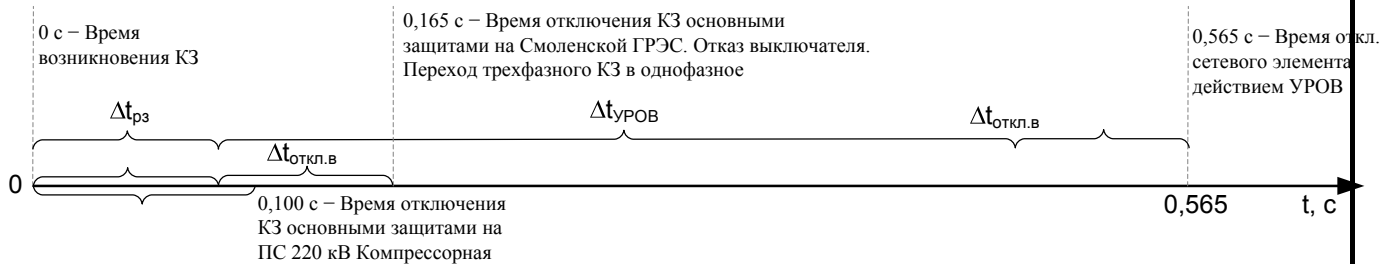 0 с − Время
возникновения КЗ
0,165 с − Время отключения КЗ основными
защитами на Смоленской ГРЭС. Отказ выключателя.
Переход трехфазного КЗ в однофазное
0,565 с − Время откл.
сетевого элемента
действием УРОВ
Δtрз
ΔtУРОВ
Δtоткл.в
Δtоткл.в
0
0,565
t, с
0,100 с − Время отключения
КЗ основными защитами на
ПС 220 кВ Компрессорная